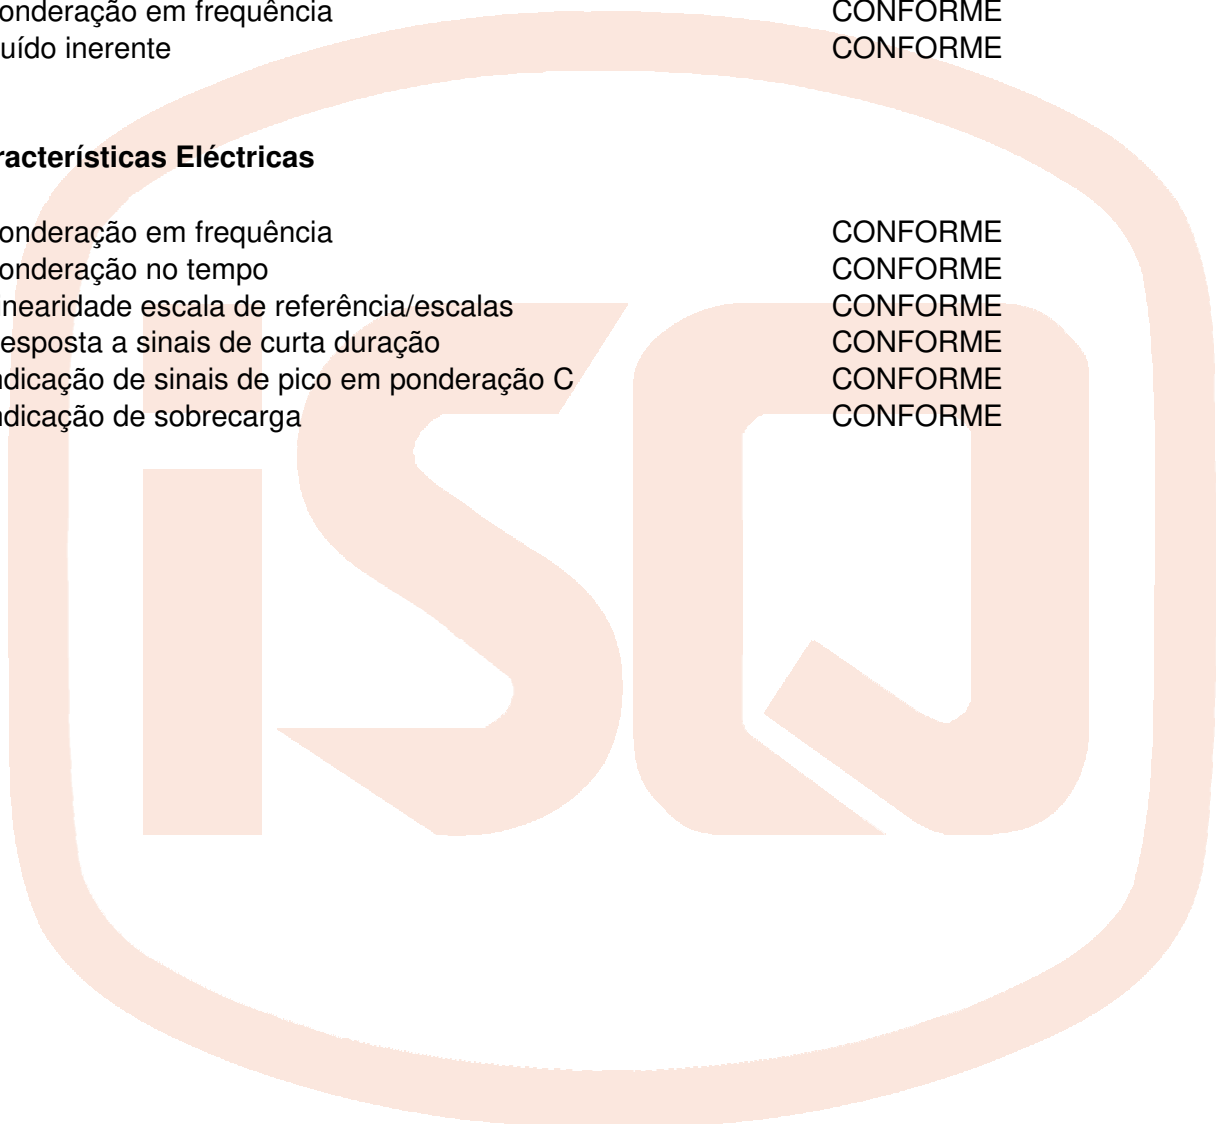 onderação em frequência CONFORME
uído inerente CONFORME
racterísticas Eléctricas
onderação em frequência CONFORME
onderação no tempo CONFORME
inearidade escala de referência/escalas CONFORME
esposta a sinais de curta duração CONFORME
ndicação de sinais de pico em ponderação C CONFORME
ndicação de sobrecarga CONFORME
iSQ